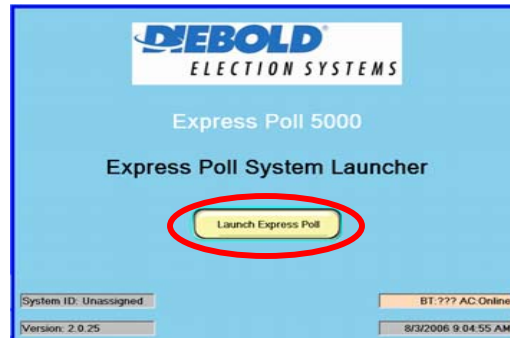 DIEBOLD
ELECTION SYSTEMS
Express Poll 5000
Express Poll System Launcher
Launch Express Poll
System ID: Unassigned
BT:??? AC:Online
Version: 2.0.25
8/3/2006 9:04:55 AM